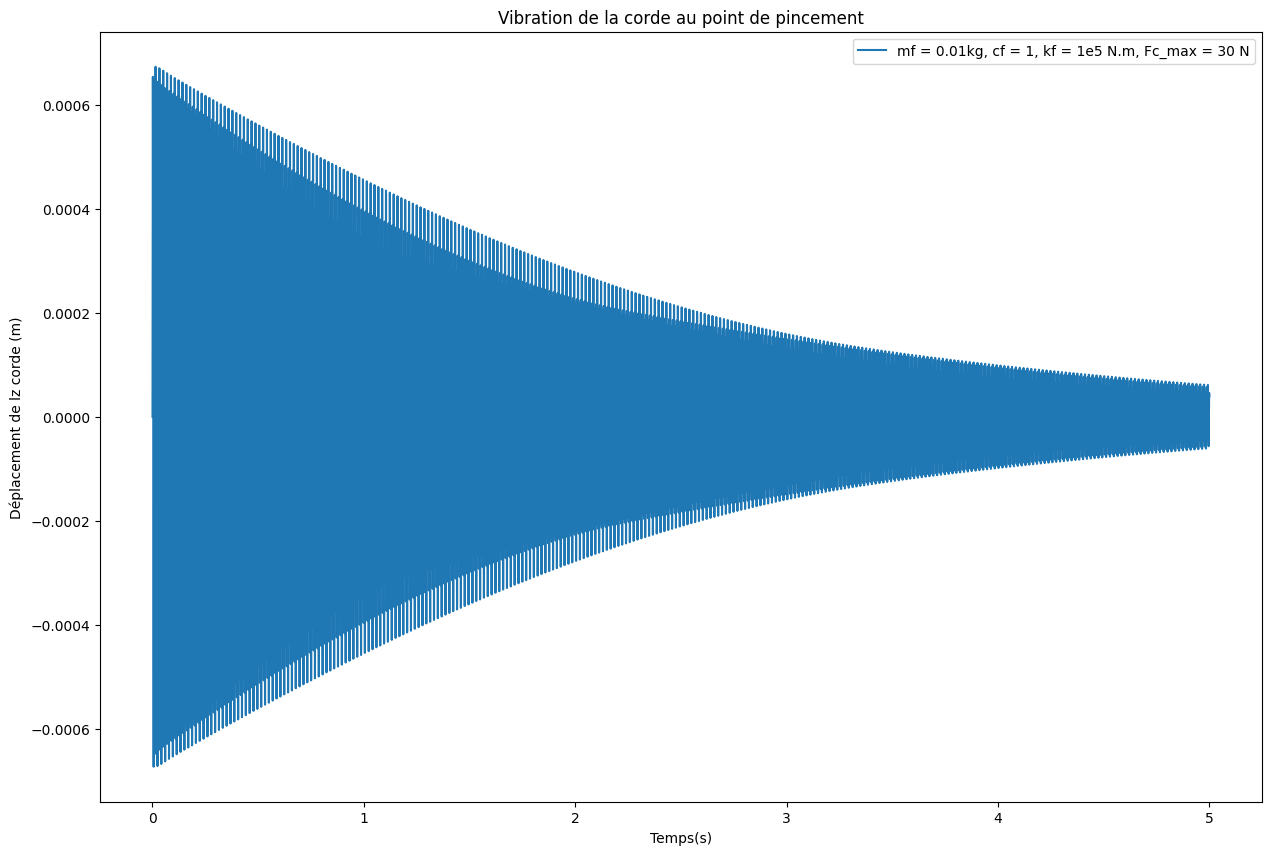 Vibration de la corde au point de pincement
mf = 0.01kg, cf = 1, kf = 1e5 N.m, Fc_max = 30 N
0.0006
0.0004
0.0002
0.0000
−0.0002
−0.0004
−0.0006
Déplacement de lz corde (m)
0 1 2 3 4 5
Temps(s)